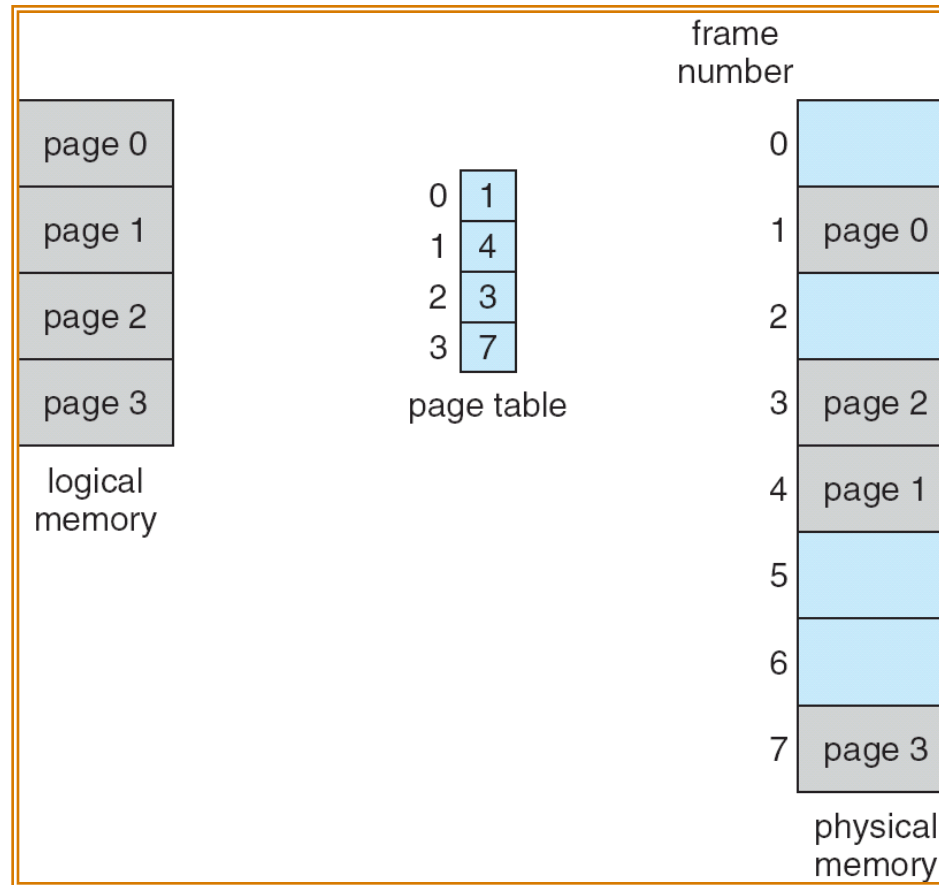 frame
number
page 0
page 1
page 2
page 3
logical
memory
0 1
1 4
2 3
3 7
page table
0
1 page 0
2
3 page 2
4 page 1
5
6
7 page 3
physical
memory